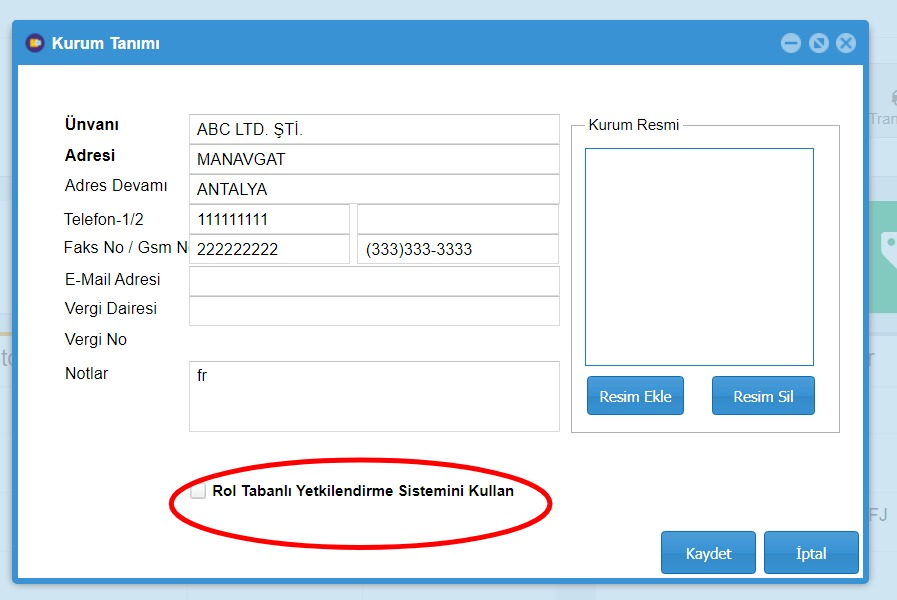 Kurum Tanımı
Ünvanı ABC LTD. ŞTİ.
Kurum Resmi
Adresi MANAVGAT
Adres Devamı ANTALYA
Telefon-1/2 111111111
Faks No / Gsm N 222222222 (333)333-3333
E-Mail Adresi
Vergi Dairesi
Vergi No
Notlar fr
Resim Ekle Resim Sil
Rol Tabanlı Yetkilendirme Sistemini Kullan
FJ
Kaydet İptal